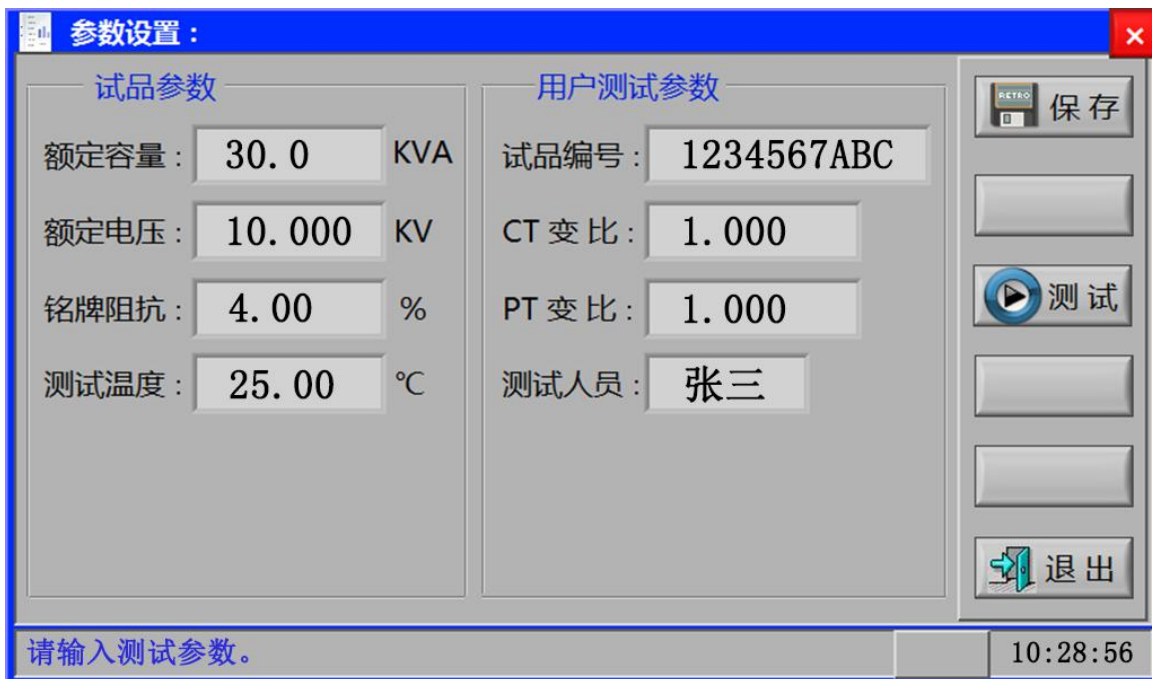 参数设置：
试品参数
额定容量： 30.0 KVA
额定电压： 10.000 KV
铭牌阻抗： 4.00 %
测试温度： 25.00 ℃
用户测试参数
试品编号： 1234567ABC
CT 变 比： 1.000
PT 变 比： 1.000
测试人员： 张三
RETRO
保 存
测 试
退 出
请输入测试参数。
10:28:56